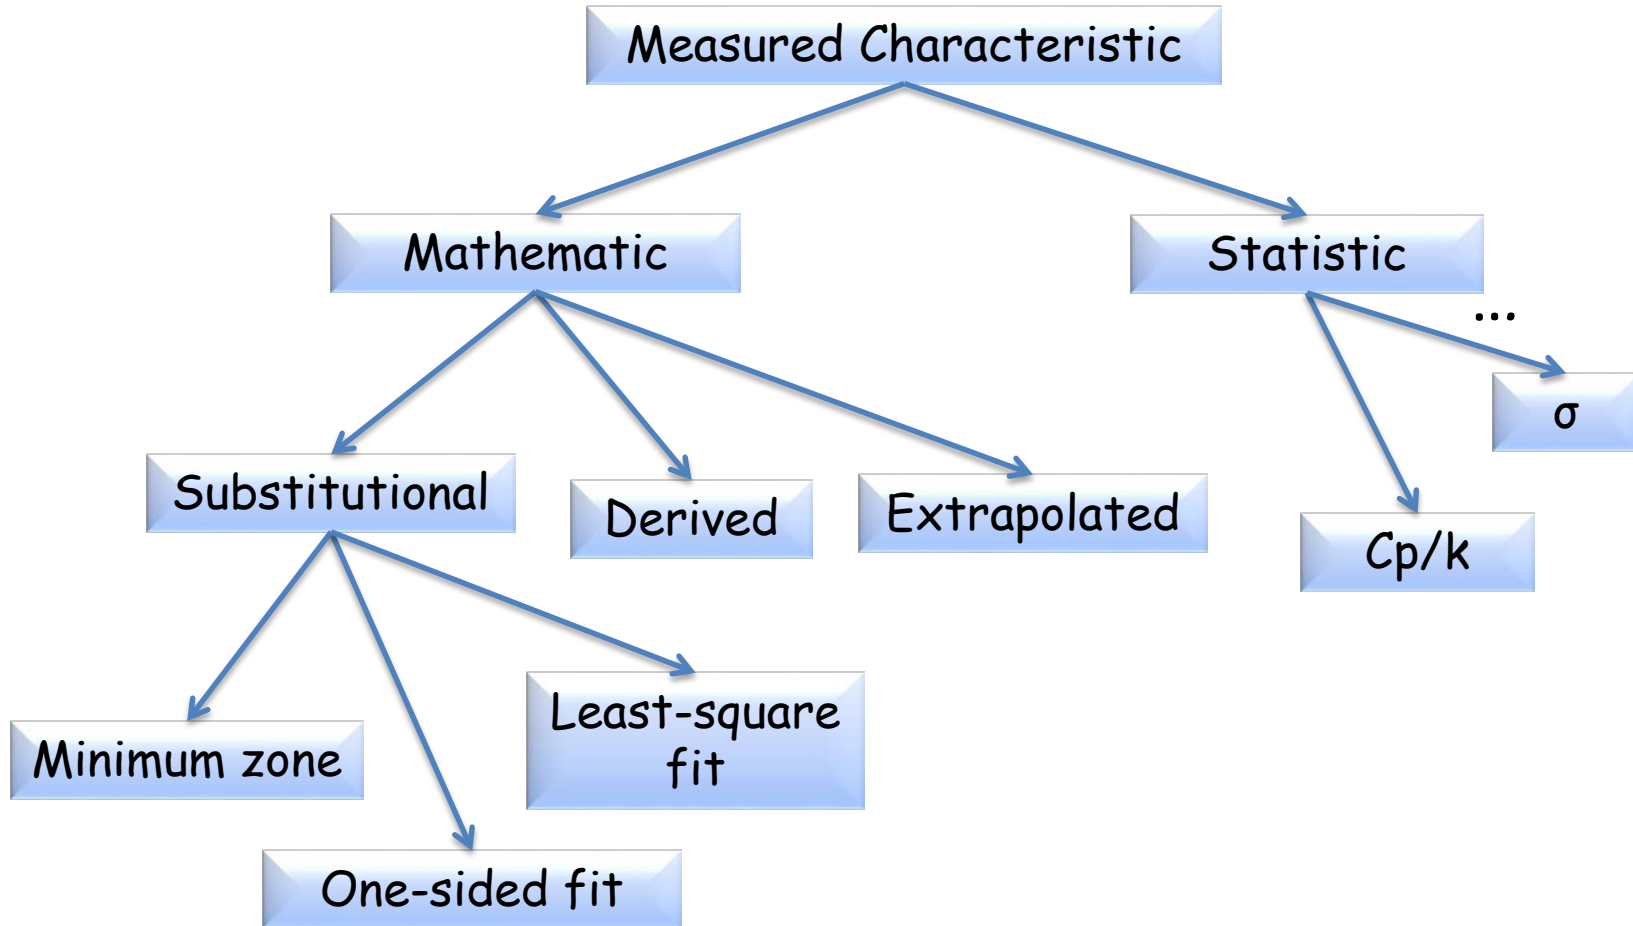 Measured Characteristic
Mathematic
Statistic
...
σ
Substitutional
Derived
Extrapolated
Cp/k
Least-square
fit
Minimum zone
One-sided fit